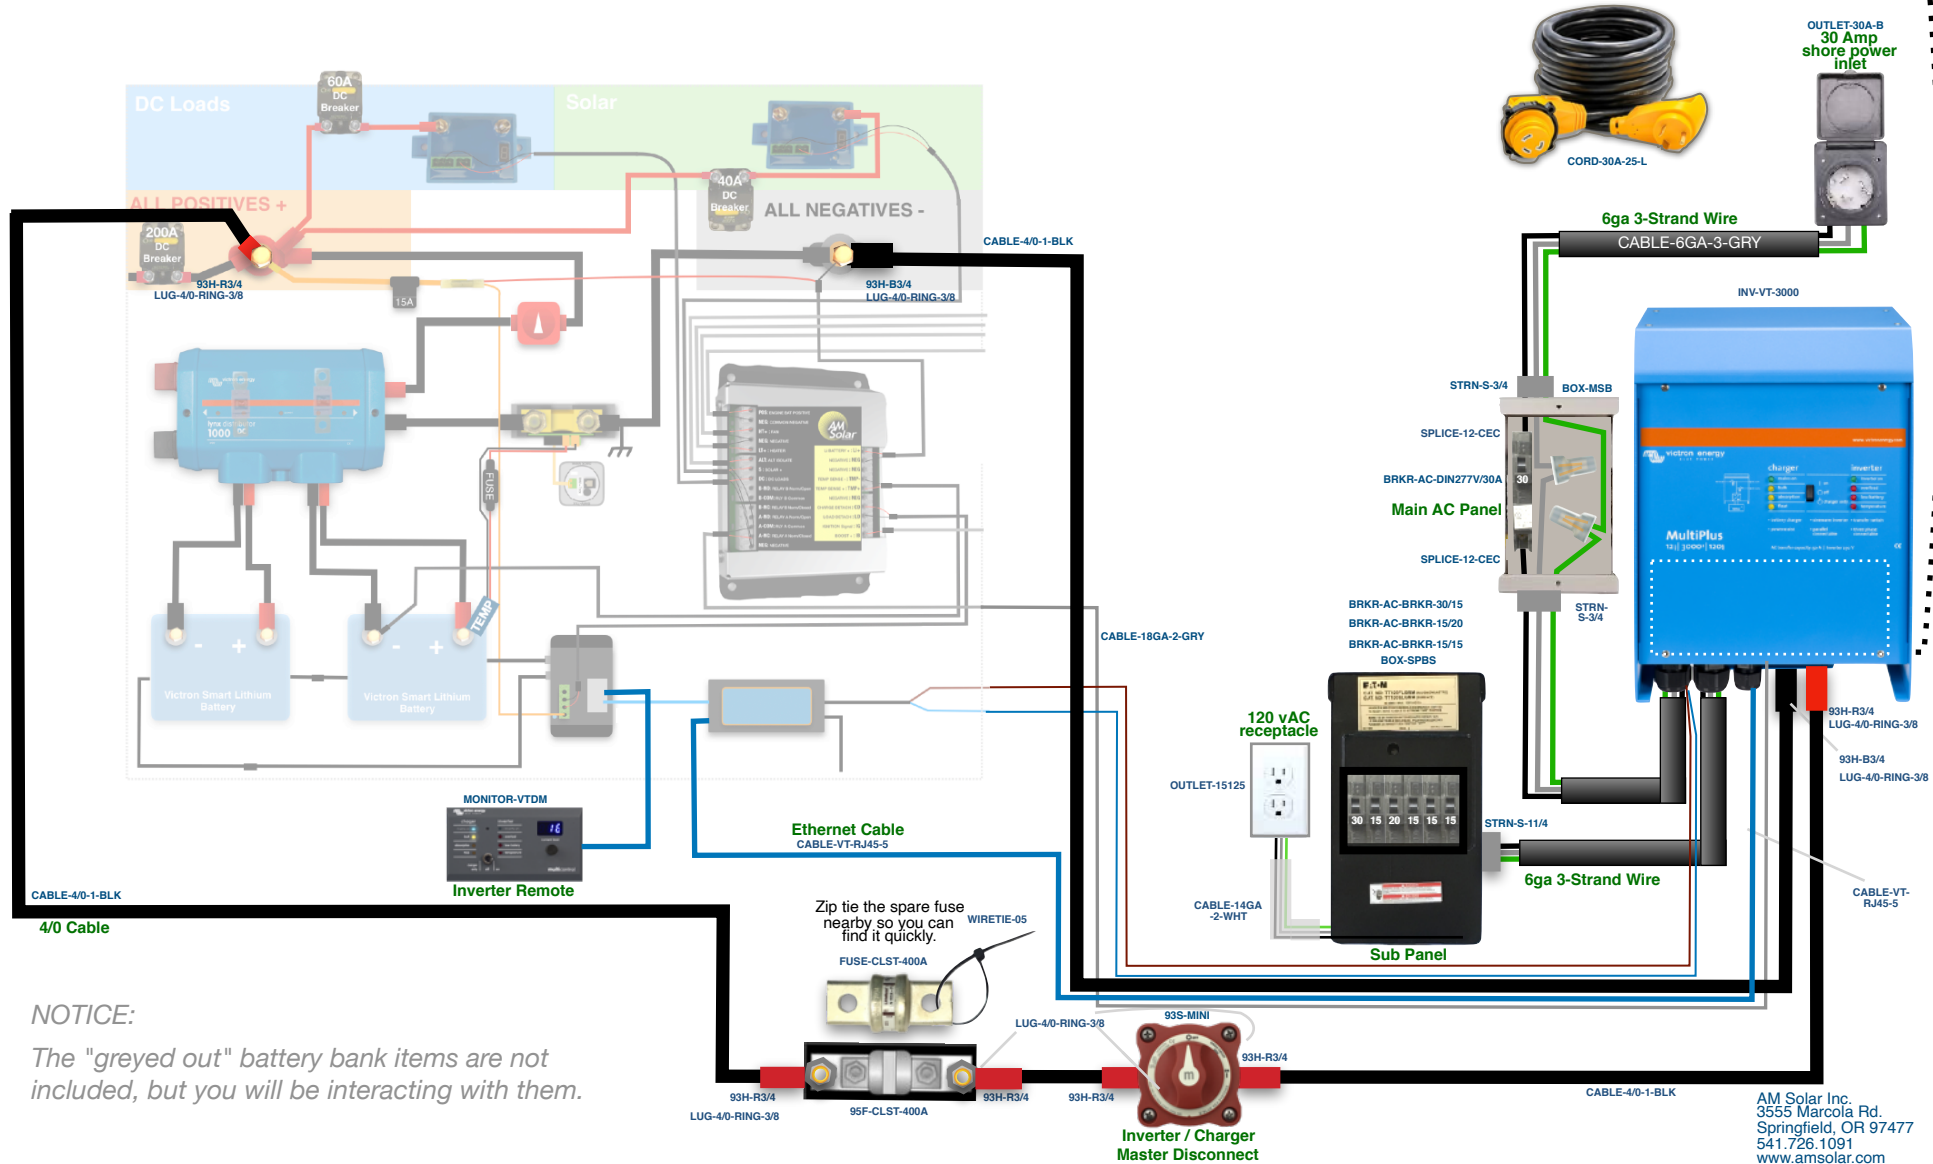 OUTLET-30A-B
30 Amp
shore power
inlet
CORD-30A-25-L
60A
DC
Breaker
DC Loads
Solar
40A
DC
Breaker
ALL POSITIVES +
ALL NEGATIVES -
200A
DC
Breaker
93H-R3/4
LUG-4/0-RING-3/8
15A
93H-B3/4
LUG-4/0-RING-3/8
CABLE-4/0-1-BLK
6ga 3-Strand Wire
CABLE-6GA-3-GRY
INV-VT-3000
STRN-S-3/4
BOX-MSB
SPLICE-12-CEC
BRKR-AC-DIN277V/30A
30
Main AC Panel
SPLICE-12-CEC
STRN-
S-3/4
victron energy
charger
inverter
MultiPlus
12 | 3000 | 120
1000
AM
Solar
FUSE
TEMP
- +
- +
Victron Smart Lithium
Battery
Victron Smart Lithium
Battery
BRKR-AC-BRKR-30/15
BRKR-AC-BRKR-15/20
BRKR-AC-BRKR-15/15
BOX-SPBS
CABLE-18GA-2-GRY
120 vAC
receptacle
OUTLET-15125
30 15 20 15 15 15
STRN-S-11/4
6ga 3-Strand Wire
CABLE-14GA
-2-WHT
Sub Panel
93H-R3/4
LUG-4/0-RING-3/8
93H-B3/4
LUG-4/0-RING-3/8
CABLE-VT-
RJ45-5
MONITOR-VTDM
Inverter Remote
Ethernet Cable
CABLE-VT-RJ45-5
CABLE-4/0-1-BLK
4/0 Cable
Zip tie the spare fuse
nearby so you can
find it quickly.
WIRETIE-05
FUSE-CLST-400A
LUG-4/0-RING-3/8
93S-MINI
93H-R3/4
93H-R3/4
LUG-4/0-RING-3/8
95F-CLST-400A
93H-R3/4
93H-R3/4
Inverter / Charger
Master Disconnect
CABLE-4/0-1-BLK
NOTICE:
The "greyed out" battery bank items are not
included, but you will be interacting with them.
AM Solar Inc.
3555 Marcola Rd.
Springfield, OR 97477
541.726.1091
www.amsolar.com